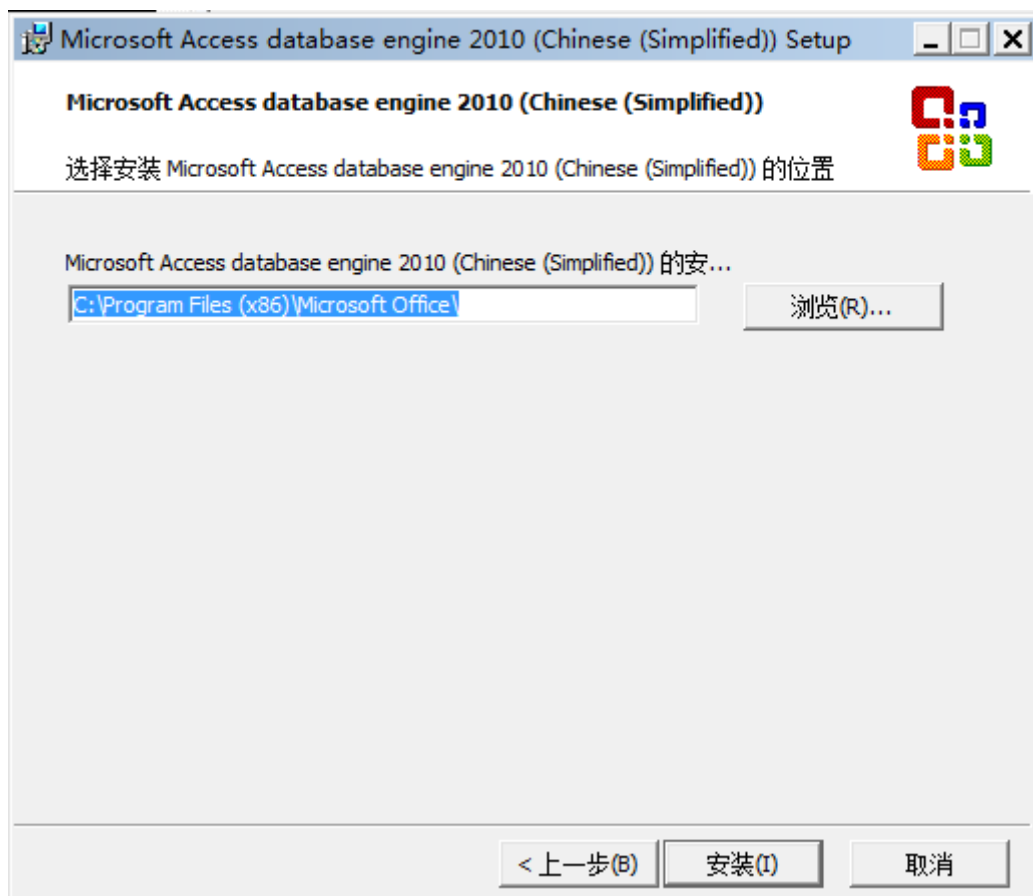 Microsoft Access database engine 2010 (Chinese (Simplified)) Setup
Microsoft Access database engine 2010 (Chinese (Simplified))
选择安装 Microsoft Access database engine 2010 (Chinese (Simplified)) 的位置
Microsoft Access database engine 2010 (Chinese (Simplified)) 的安...
C:\Program Files (x86)\Microsoft Office\
浏览(R)...
<上一步(B) 安装(I) 取消